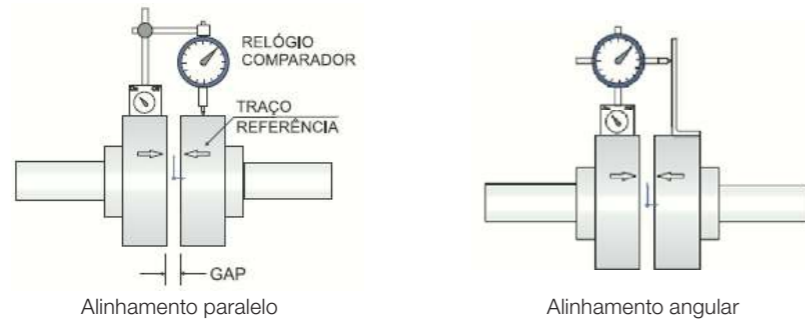 RELÓGIO
COMPARADOR
TRAÇO
REFERÊNCIA
GAP
Alinhamento paralelo
Alinhamento angular